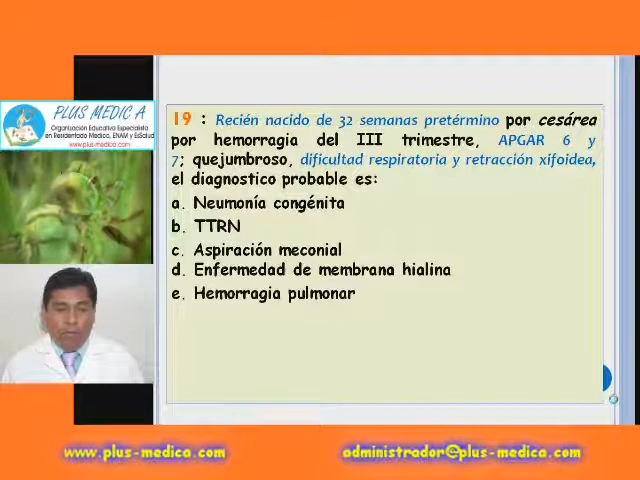 PLUS MEDIC A
Organización Educativa Especialista
en Residentado Medico, ENAM y EsSalud
www.plus-medica.com
19 : Recién nacido de 32 semanas pretérmino por cesárea
por hemorragia del III trimestre, APGAR 6 y
7; quejumbroso, dificultad respiratoria y retracción xifoidea,
el diagnostico probable es:
a. Neumonía congénita
b. TTRN
c. Aspiración meconial
d. Enfermedad de membrana hialina
e. Hemorragia pulmonar
www.plus-medica.com administrador@plus-medica.com